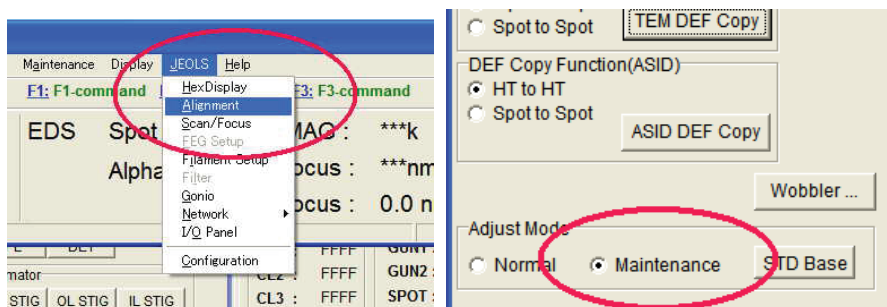 Maintenance Display JEOLS Help
F1: F1-command F3: F3-command
HexDisplay
Alignment
Scan/Focus
FEG Setup
Filament Setup
Filter
Gonio
Network
I/O Panel
Configuration
EDS Spot MAG : ***k
Alpha ocus : ***nm
ocus : 0.0 n
mator
STIG OL STIG IL STIG
FFFF GUN1 :
CL2 : FFFF GUN2 :
CL3 : FFFF SPOT :
Spot to Spot TEM DEF Copy
DEF Copy Function(ASID)
HT to HT
Spot to Spot
ASID DEF Copy
Wobbler ...
Adjust Mode
Normal Maintenance STD Base